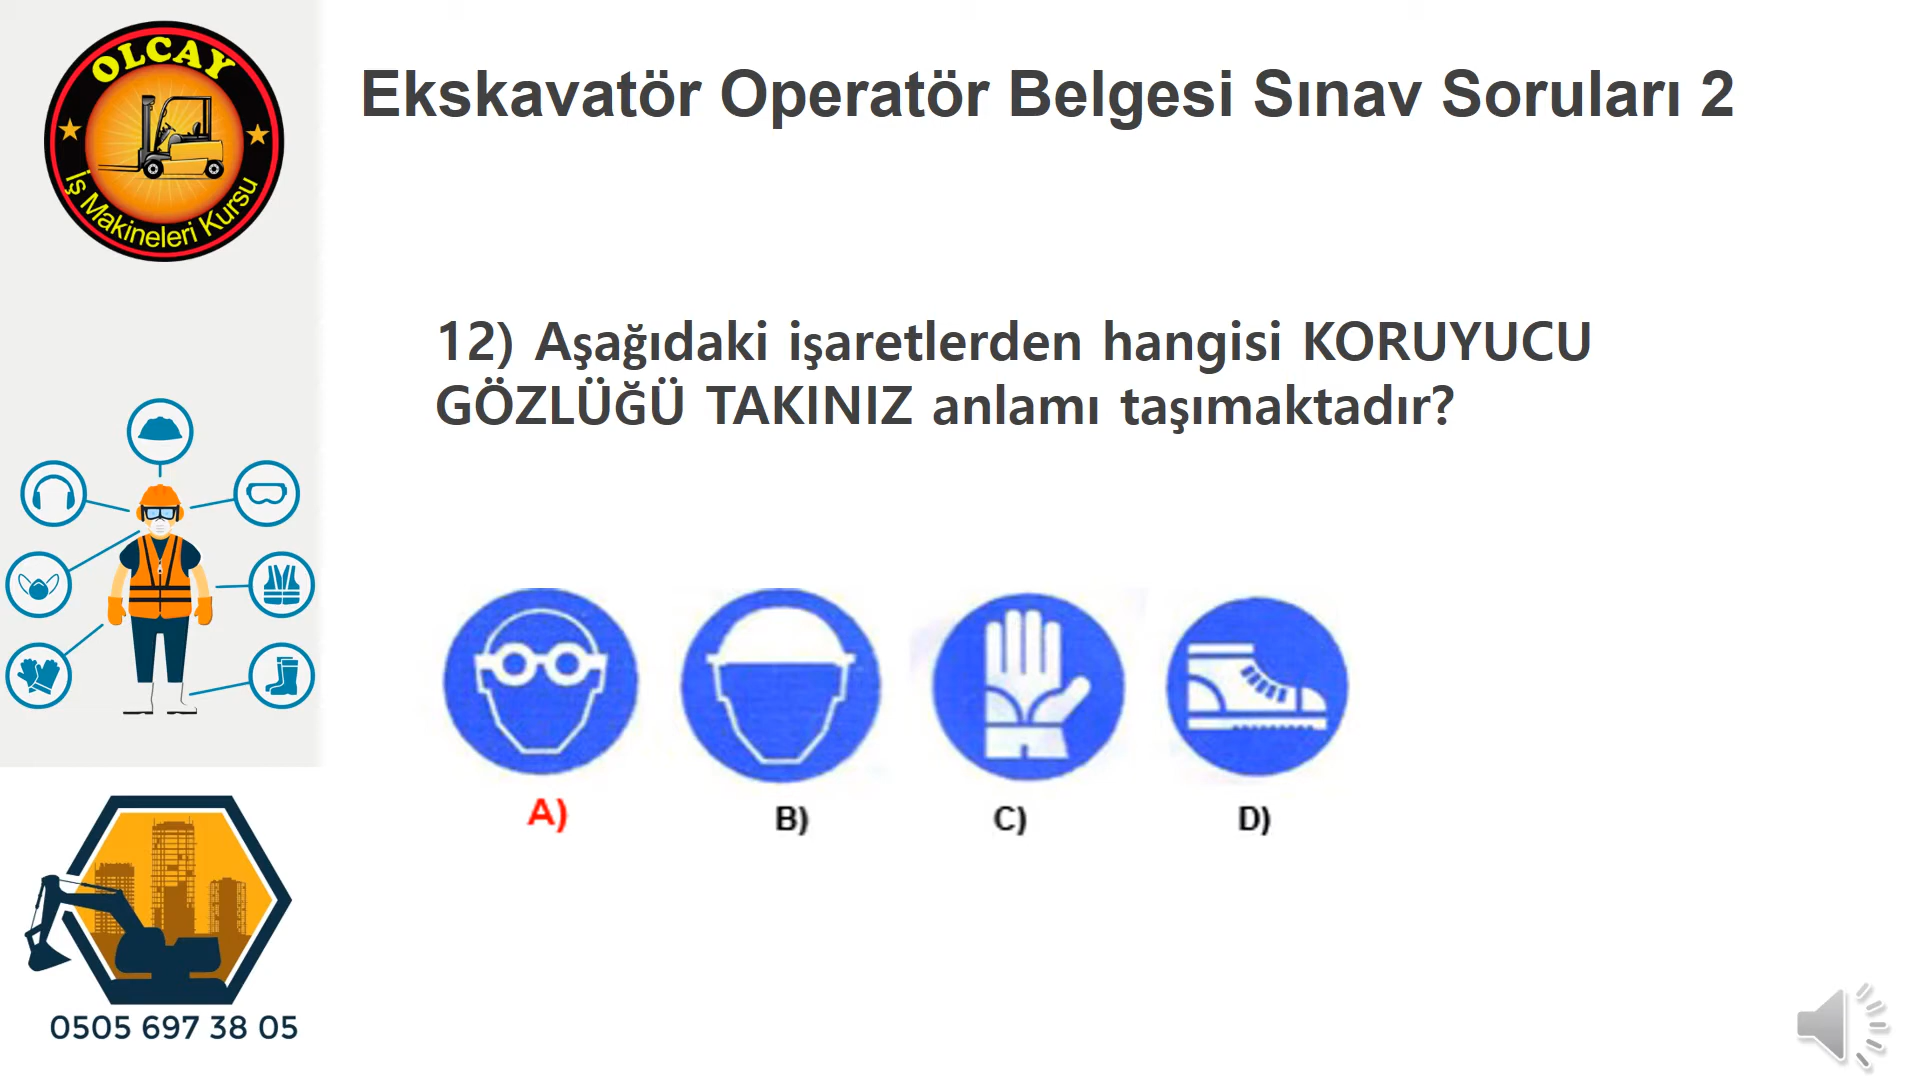 OLCAY
İş Makineleri Kursu
Ekskavatör Operatör Belgesi Sınav Soruları 2
12) Aşağıdaki işaretlerden hangisi KORUYUCU
GÖZLÜĞÜ TAKINIZ anlamı taşımaktadır?
A)
B)
C)
D)
0505 697 38 05